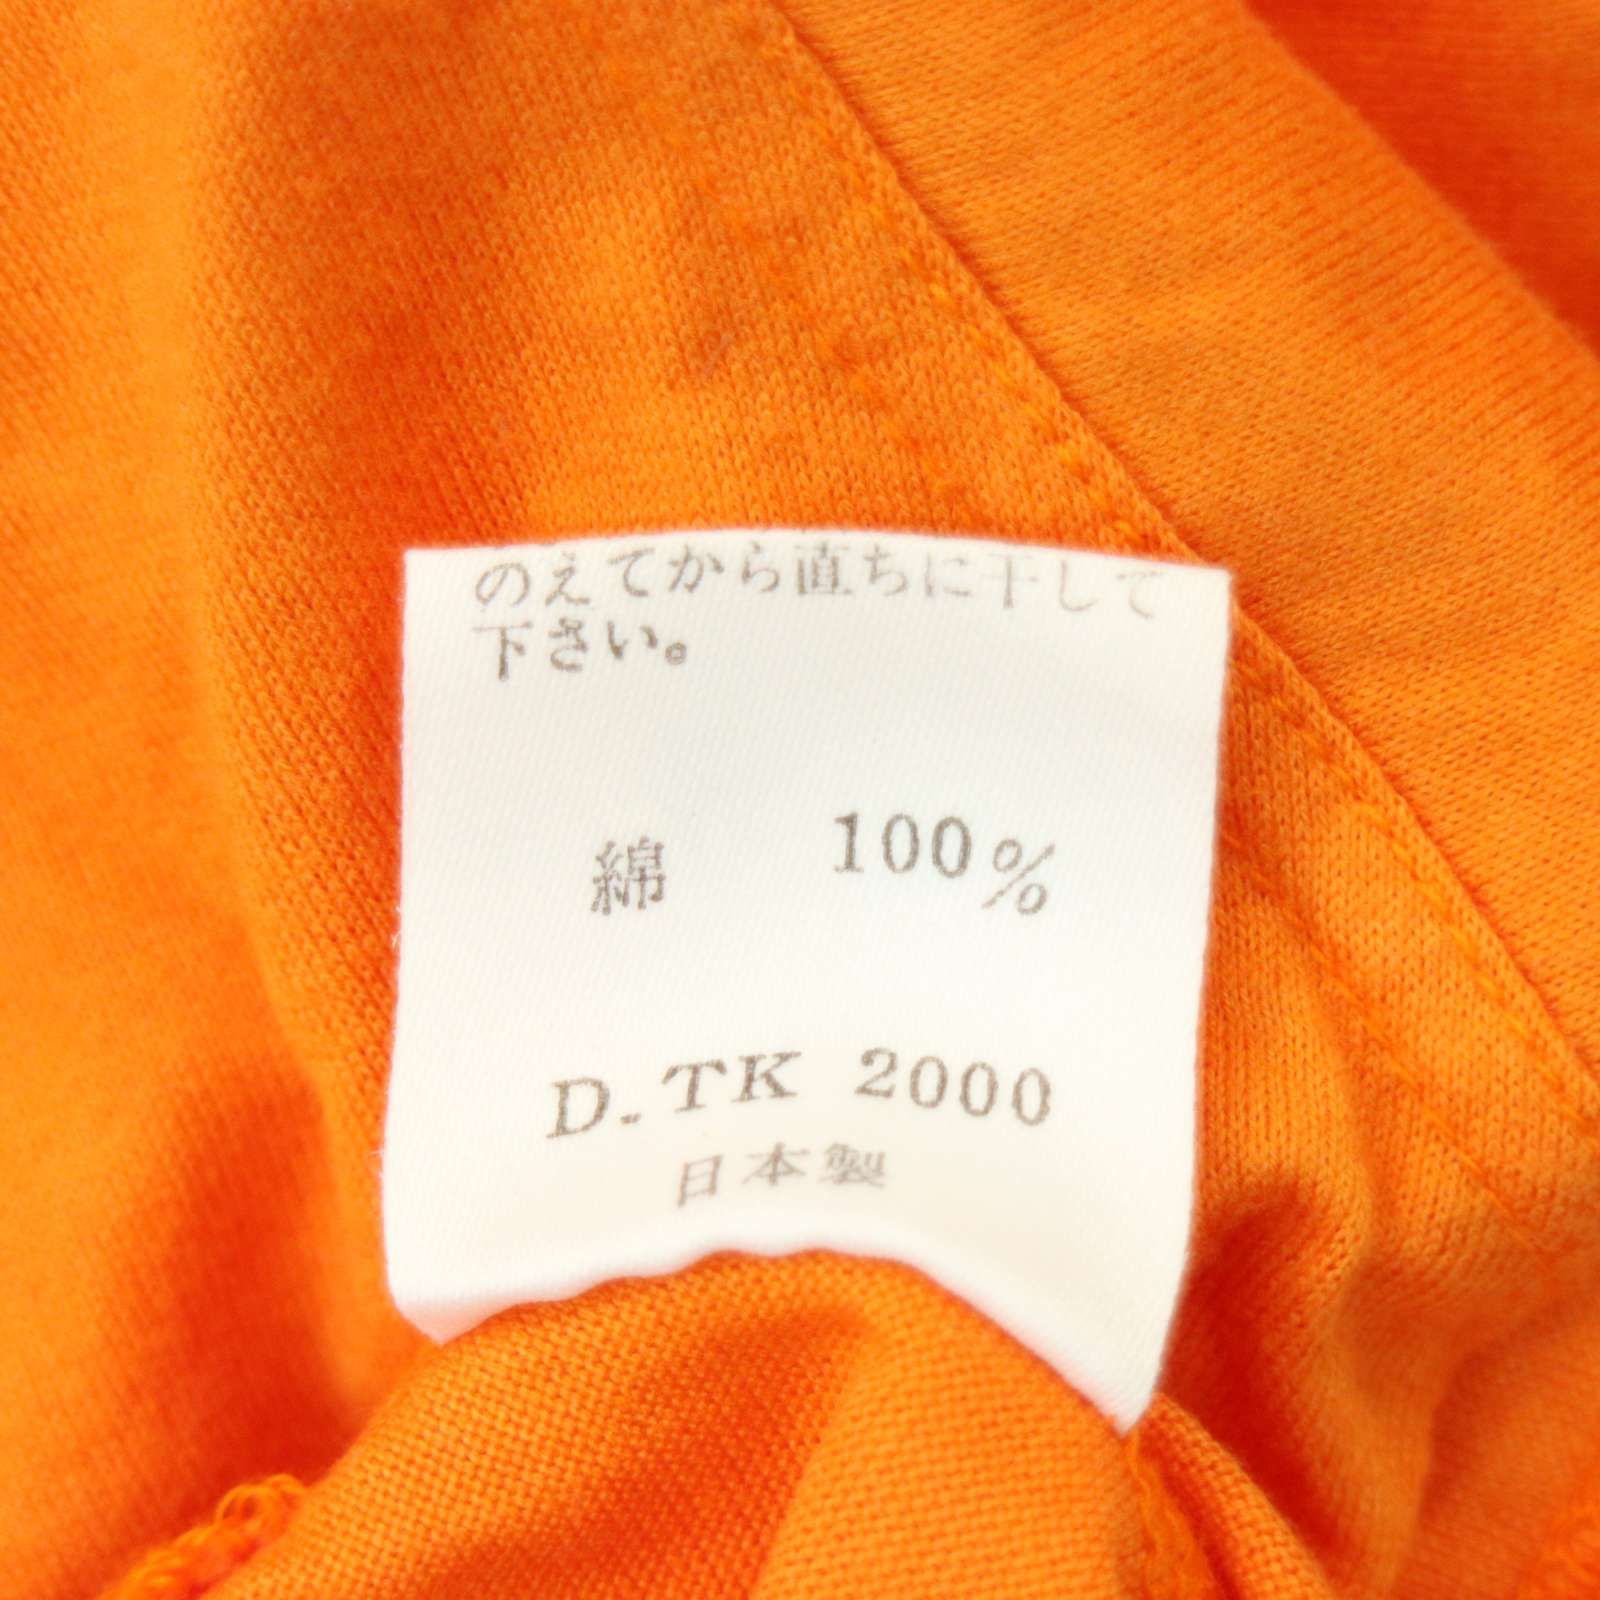 のえてから直ちに干して
下さい。
綿 100%
D.TK 2000
日本製